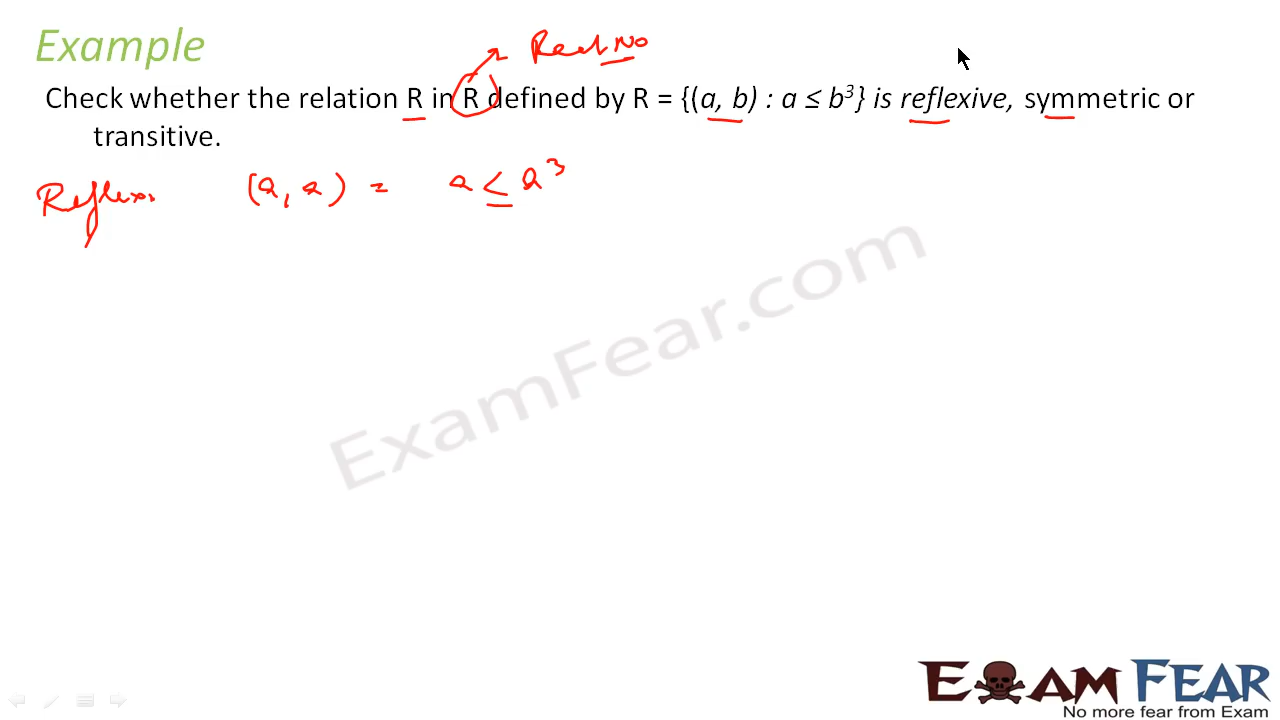 Example
Real No
Check whether the relation R in R defined by R = {(a, b) : a ≤ b³} is reflexive, symmetric or
transitive.
(a, a) = a ≤ a³
ExamFear.com
EXAM FEAR
No more fear from Exam